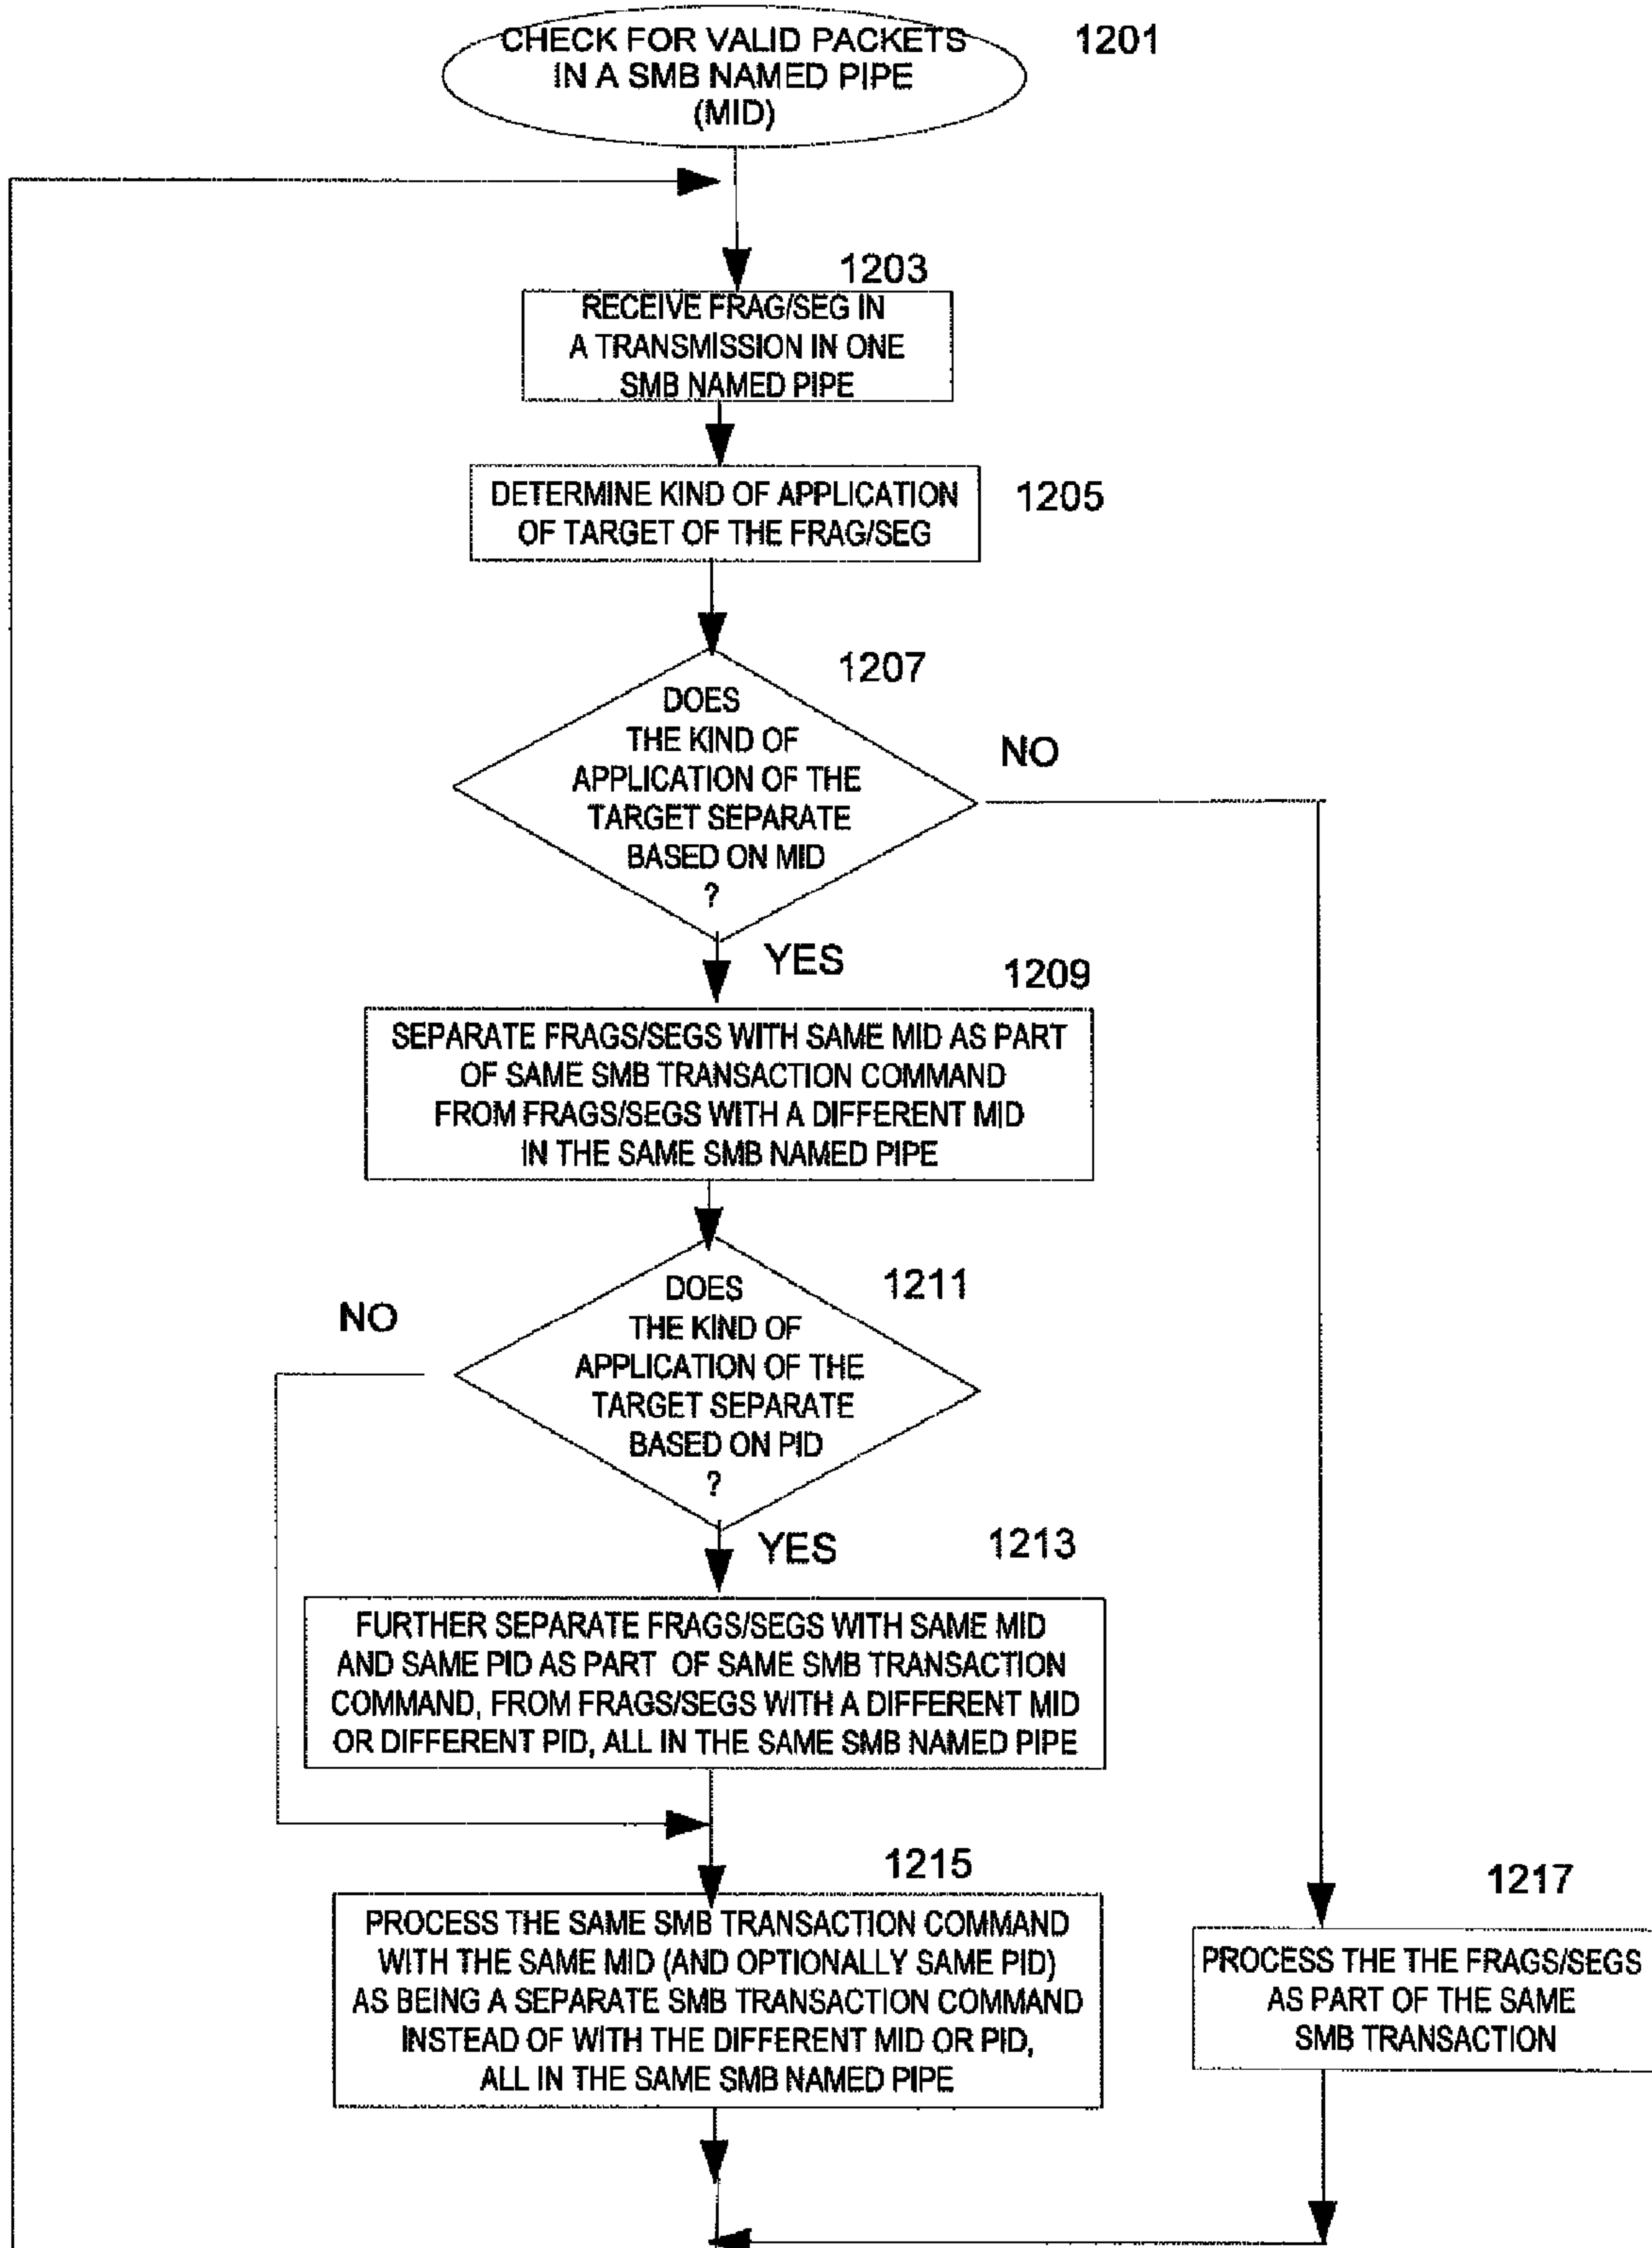 CHECK FOR VALID PACKETS
IN A SMB NAMED PIPE
(MID)
1201
1203
RECEIVE FRAG/SEG IN
A TRANSMISSION IN ONE
SMB NAMED PIPE
DETERMINE KIND OF APPLICATION
OF TARGET OF THE FRAG/SEG
1205
1207
DOES
THE KIND OF
APPLICATION OF THE
TARGET SEPARATE
BASED ON MID
?
NO
YES
1209
SEPARATE FRAGS/SEGS WITH SAME MID AS PART
OF SAME SMB TRANSACTION COMMAND
FROM FRAGS/SEGS WITH A DIFFERENT MID
IN THE SAME SMB NAMED PIPE
1211
DOES
THE KIND OF
APPLICATION OF THE
TARGET SEPARATE
BASED ON PID
?
NO
YES
1213
FURTHER SEPARATE FRAGS/SEGS WITH SAME MID
AND SAME PID AS PART OF SAME SMB TRANSACTION
COMMAND, FROM FRAGS/SEGS WITH A DIFFERENT MID
OR DIFFERENT PID, ALL IN THE SAME SMB NAMED PIPE
1215
PROCESS THE SAME SMB TRANSACTION COMMAND
WITH THE SAME MID (AND OPTIONALLY SAME PID)
AS BEING A SEPARATE SMB TRANSACTION COMMAND
INSTEAD OF WITH THE DIFFERENT MID OR PID,
ALL IN THE SAME SMB NAMED PIPE
1217
PROCESS THE THE FRAGS/SEGS
AS PART OF THE SAME
SMB TRANSACTION